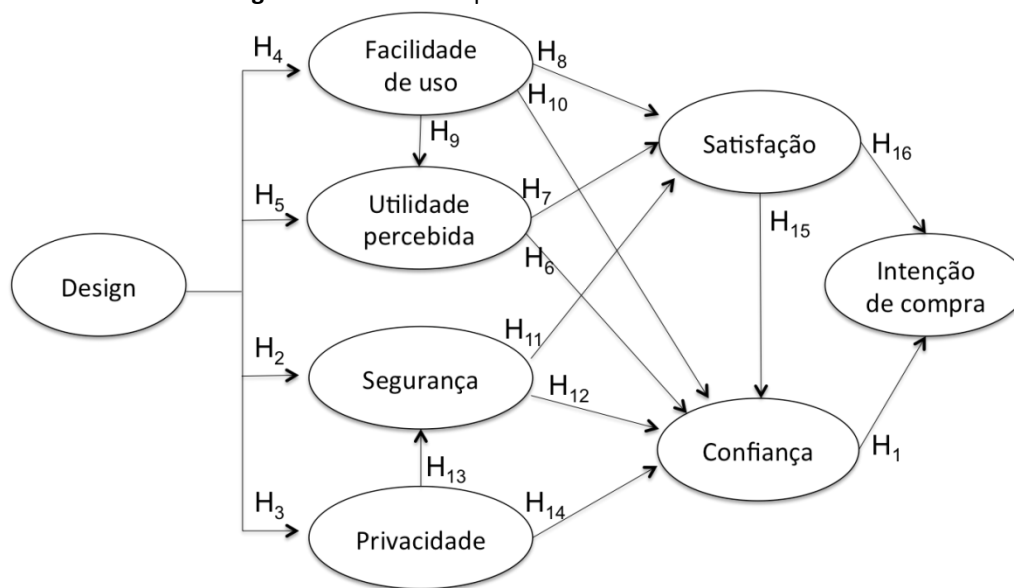 H4
Facilidade
de uso
H8
H10
H9
Satisfação
H16
H5
Utilidade
percebida
H7
H6
H15
Design
Intenção
de compra
H2
Segurança
H11
H12
Confiança
H1
H13
H3
Privacidade
H14